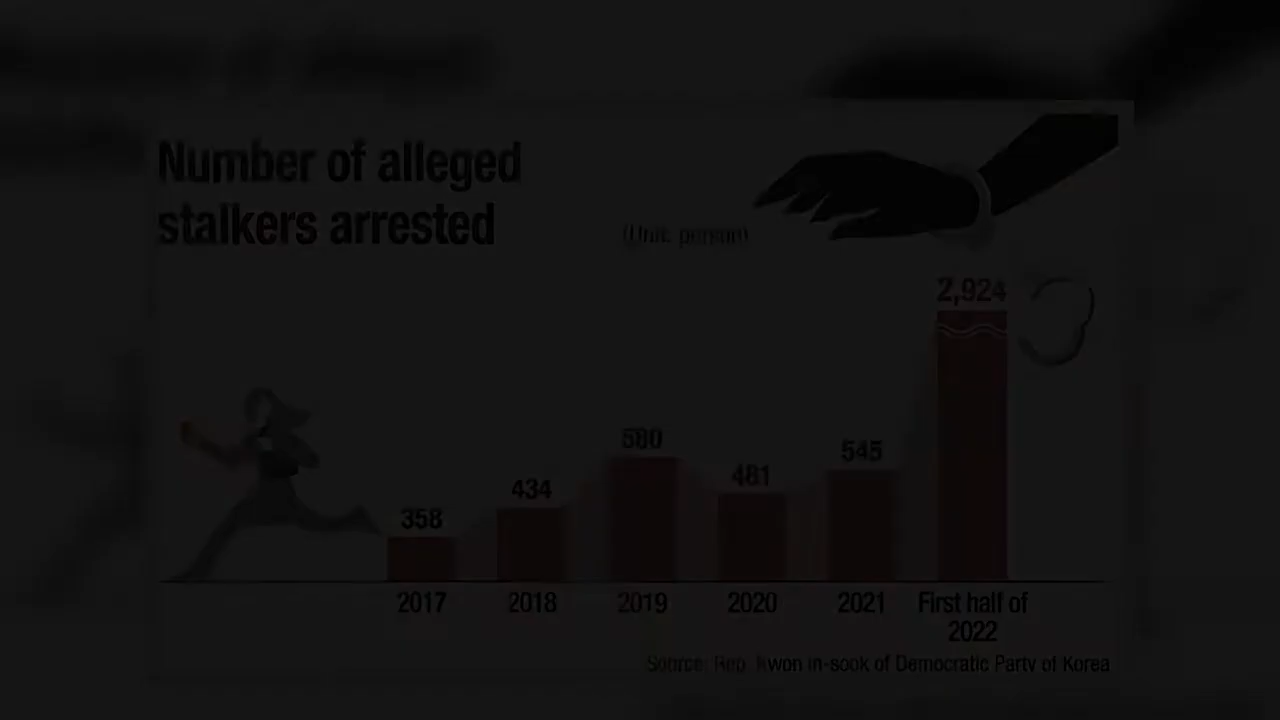 Number of alleged
stalkers arrested
(Unit: person)
2,924
580
545
481
434
358
2017 2018 2019 2020 2021 First half of
2022
Source: Rep. Kwon in-sook of Democratic Party of Korea